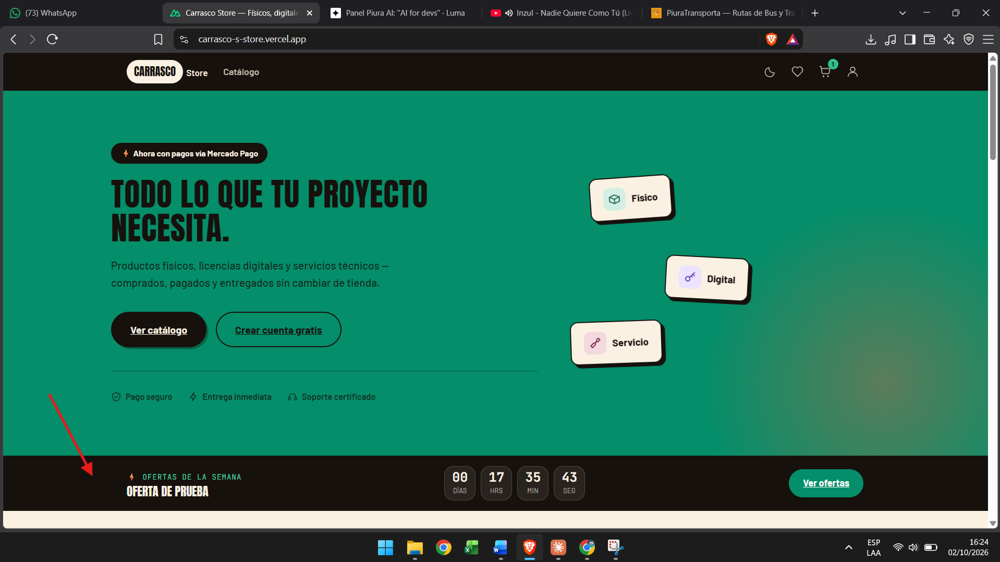 (73) WhatsApp
Carrasco Store — Físicos, digitale
Panel Piura AI: "AI for devs" · Luma
Inzul - Nadie Quiere Como Tú (Li
PiuraTransporta — Rutas de Bus y Tra
carrasco-s-store.vercel.app
CARRASCO Store
Catálogo
1
Ahora con pagos vía Mercado Pago
TODO LO QUE TU PROYECTO
NECESITA.
Productos físicos, licencias digitales y servicios técnicos —
comprados, pagados y entregados sin cambiar de tienda.
Ver catálogo
Crear cuenta gratis
Pago seguro
Entrega inmediata
Soporte certificado
Físico
Digital
Servicio
OFERTAS DE LA SEMANA
OFERTA DE PRUEBA
00 17 35 43
DÍAS HRS MIN SEG
Ver ofertas
ESP
LAA
16:24
02/10/2026